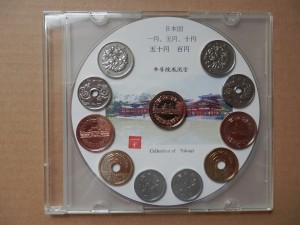 日本国
一円、五円、十円
五十円 百円
平等院鳳凰堂
Collection of